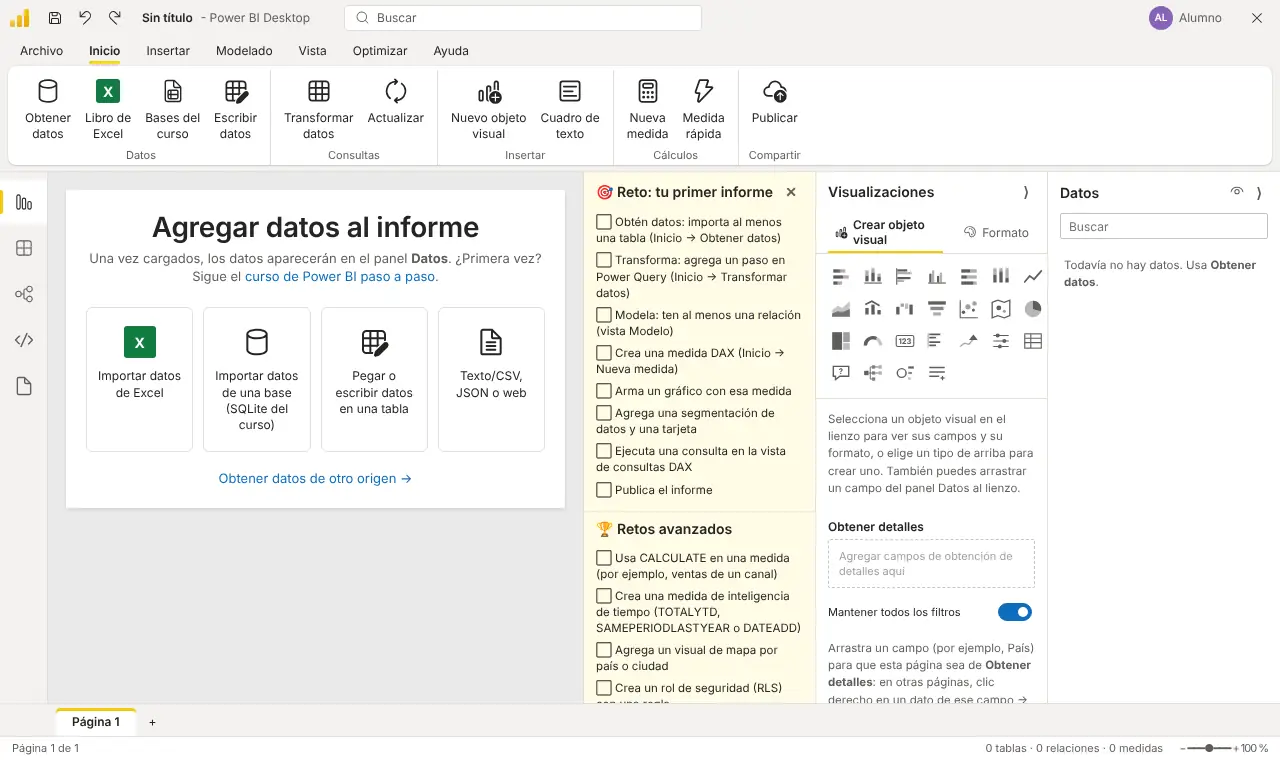 Sin título - Power BI Desktop
Buscar
AL Alumno
Archivo Inicio Insertar Modelado Vista Optimizar Ayuda
Obtener datos
Libro de Excel
Bases del curso
Escribir datos
Datos
Transformar datos
Actualizar
Consultas
Nuevo objeto visual
Cuadro de texto
Insertar
Nueva medida
Medida rápida
Cálculos
Publicar
Compartir
Agregar datos al informe
Una vez cargados, los datos aparecerán en el panel Datos. ¿Primera vez?
Sigue el curso de Power BI paso a paso.
X
Importar datos
de Excel
Importar datos
de una base
(SQLite del
curso)
Pegar o
escribir datos
en una tabla
Texto/CSV,
JSON o web
Obtener datos de otro origen →
Reto: tu primer informe
Obtén datos: importa al menos
una tabla (Inicio → Obtener datos)
Transforma: agrega un paso en
Power Query (Inicio → Transformar
datos)
Modela: ten al menos una relación
(vista Modelo)
Crea una medida DAX (Inicio →
Nueva medida)
Arma un gráfico con esa medida
Agrega una segmentación de
datos y una tarjeta
Ejecuta una consulta en la vista
de consultas DAX
Publica el informe
Retos avanzados
Usa CALCULATE en una medida
(por ejemplo, ventas de un canal)
Crea una medida de inteligencia
de tiempo (TOTALYTD,
SAMEPERIODLASTYEAR o DATEADD)
Agrega un visual de mapa por
país o ciudad
Crea un rol de seguridad (RLS)
con una regla
Visualizaciones
Crear objeto
visual
Formato
123
Selecciona un objeto visual en el
lienzo para ver sus campos y su
formato, o elige un tipo de arriba para
crear uno. También puedes arrastrar
un campo del panel Datos al lienzo.
Obtener detalles
Agregar campos de obtención de
detalles aquí
Mantener todos los filtros
Arrastra un campo (por ejemplo, País)
para que esta página sea de Obtener
detalles: en otras páginas, clic
derecho en un dato de ese campo →
Datos
Buscar
Todavía no hay datos. Usa Obtener
datos.
Página 1 +
Página 1 de 1
0 tablas · 0 relaciones · 0 medidas
− + 100 %